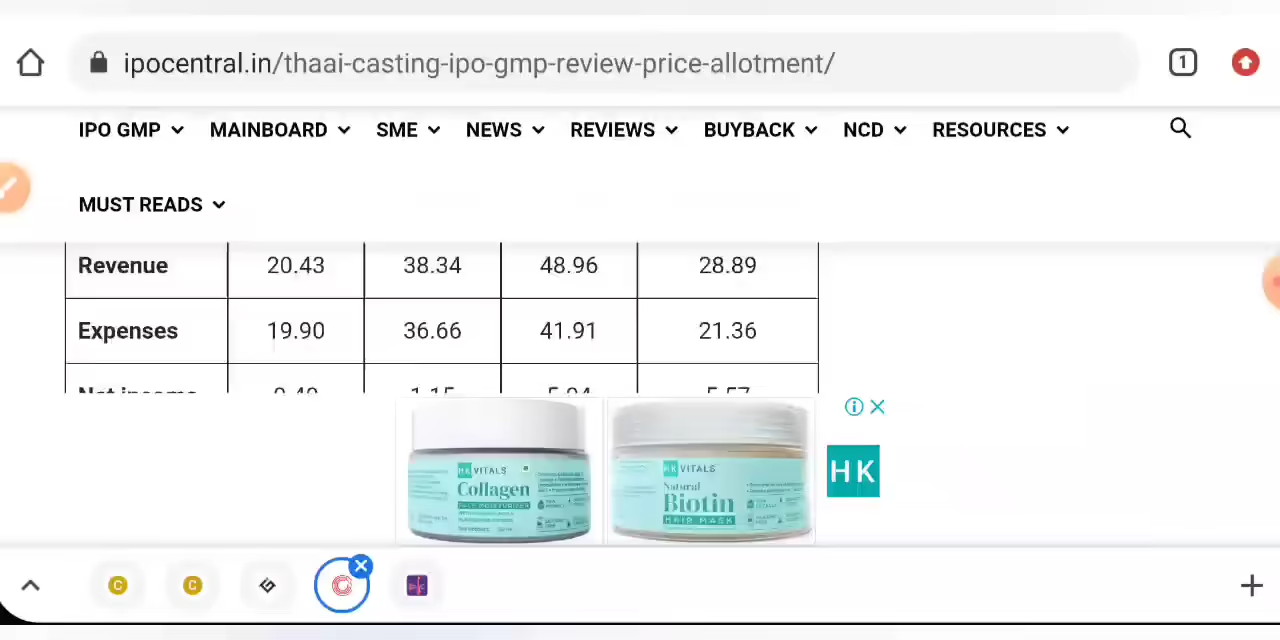 ipocentral.in/thaai-casting-ipo-gmp-review-price-allotment/
1
IPO GMP MAINBOARD SME NEWS REVIEWS BUYBACK NCD RESOURCES
MUST READS
Revenue 20.43 38.34 48.96 28.89
Expenses 19.90 36.66 41.91 21.36
HK VITALS
Collagen
HK VITALS
Natural
Biotin
HAIR MASK
HK